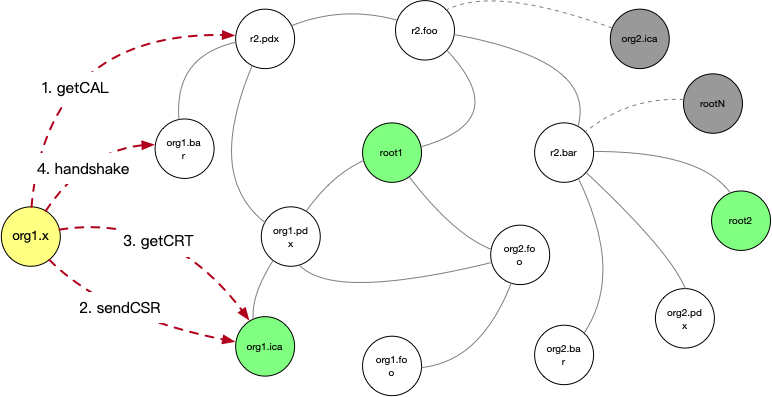 r2.pdx
r2.foo
org2.ica
1. getCAL
rootN
org1.ba
r
root1
r2.bar
4. handshake
org1.x
org1.pd
x
root2
3. getCRT
org2.fo
o
2. sendCSR
org2.pd
x
org1.ica
org1.fo
o
org2.ba
r